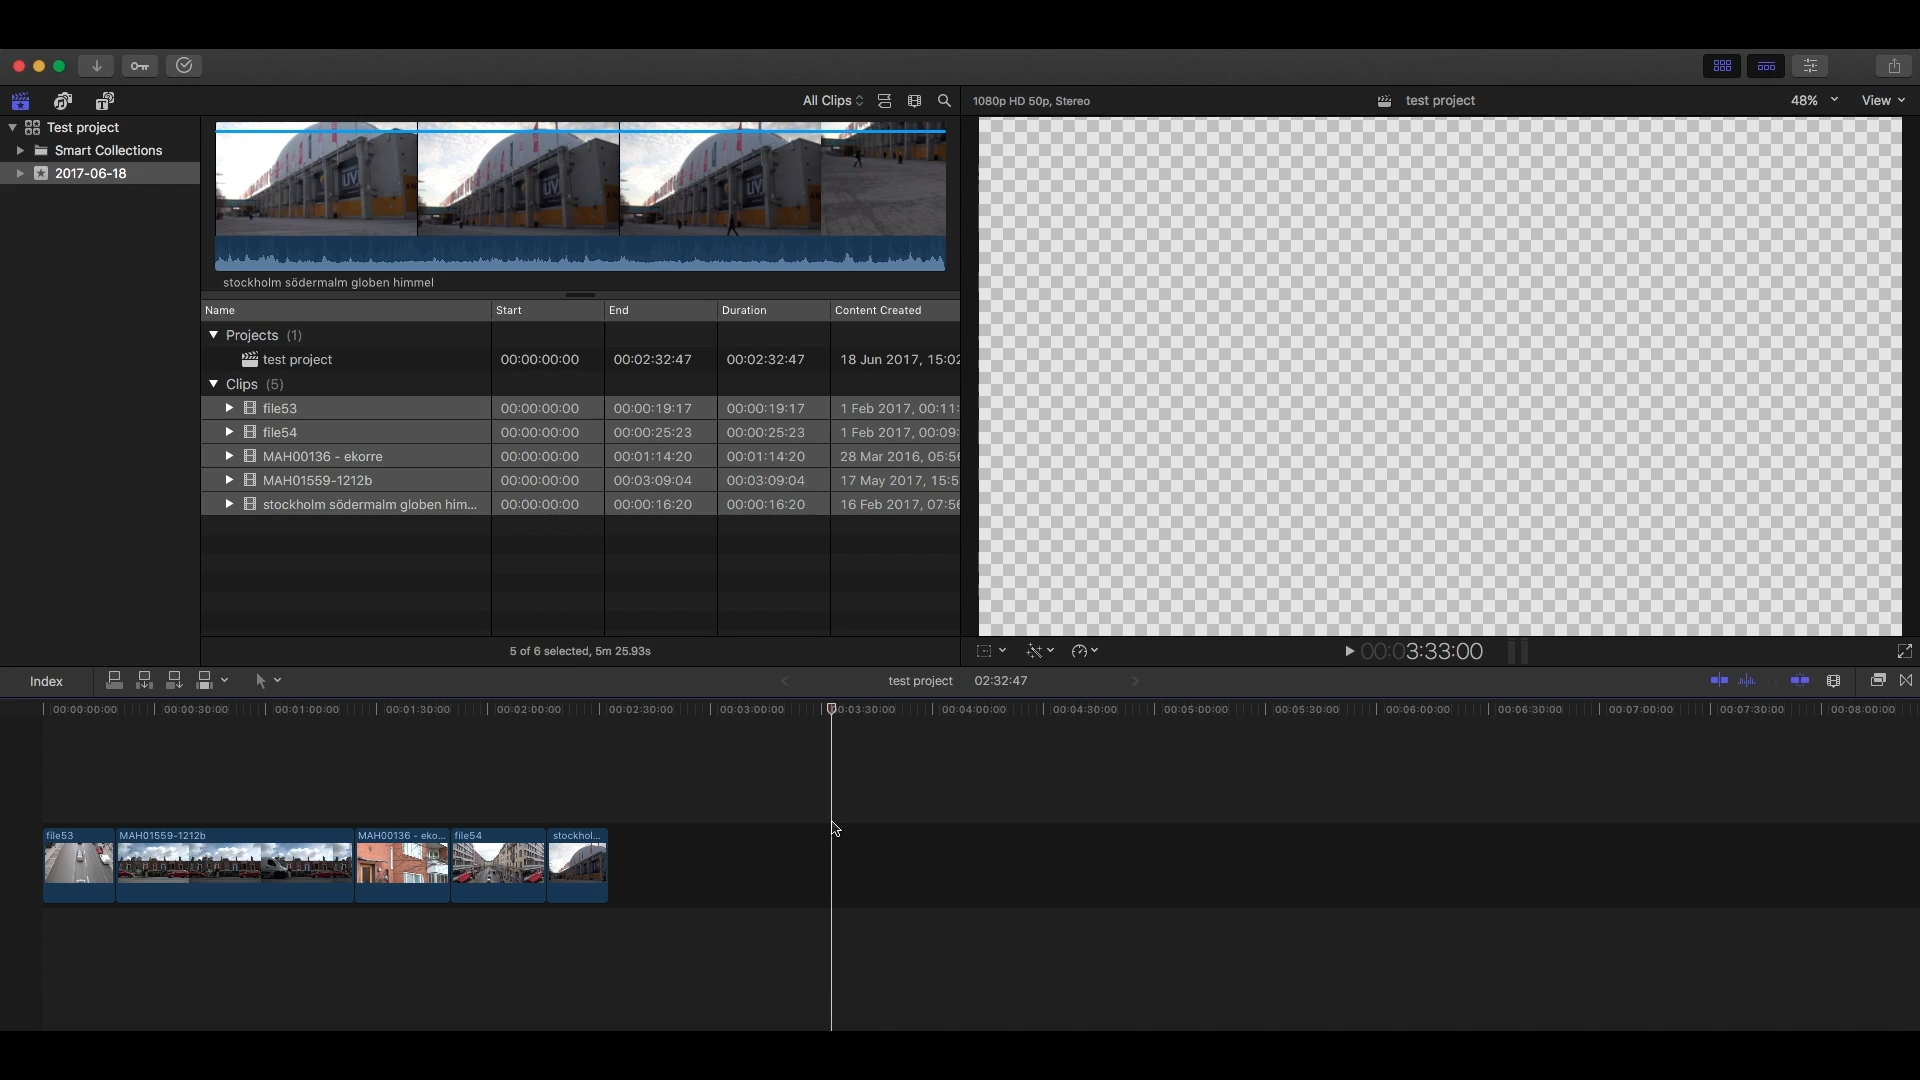 All Clips
1080p HD 50p, Stereo
test project
48%
View
Test project
Smart Collections
2017-06-18
stockholm södermalm globen himmel
Name Start End Duration Content Created
Projects (1)
test project 00:00:00:00 00:02:32:47 00:02:32:47 18 Jun 2017, 15:02
Clips (5)
file53 00:00:00:00 00:00:19:17 00:00:19:17 1 Feb 2017, 00:11:
file54 00:00:00:00 00:00:25:23 00:00:25:23 1 Feb 2017, 00:09:
MAH00136 - ekorre 00:00:00:00 00:01:14:20 00:01:14:20 28 Mar 2016, 05:56
MAH01559-1212b 00:00:00:00 00:03:09:04 00:03:09:04 17 May 2017, 15:5
stockholm södermalm globen him... 00:00:00:00 00:00:16:20 00:00:16:20 16 Feb 2017, 07:56
5 of 6 selected, 5m 25.93s
00:03:33:00
Index
test project 02:32:47
00:00:00:00 00:00:30:00 00:01:00:00 00:01:30:00 00:02:00:00 00:02:30:00 00:03:00:00 00:03:30:00 00:04:00:00 00:04:30:00 00:05:00:00 00:05:30:00 00:06:00:00 00:06:30:00 00:07:00:00 00:07:30:00 00:08:00:00
file53 MAH01559-1212b MAH00136 - eko... file54 stockhol...